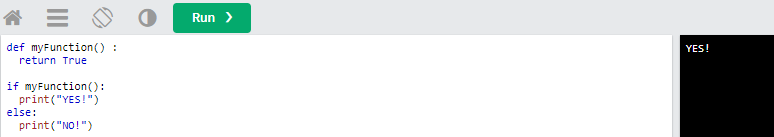 Run ❯
def myFunction() :
  return True

if myFunction():
  print("YES!")
else:
  print("NO!")
YES!